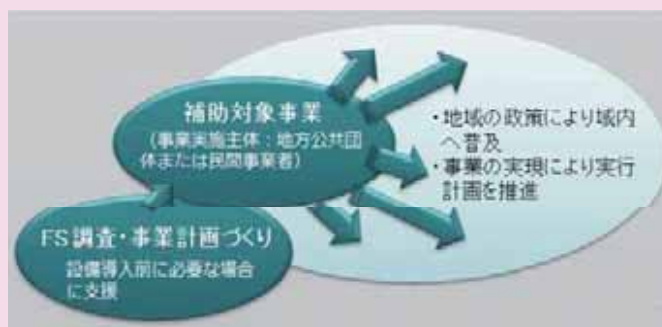 補助対象事業
（事業実施主体：地方公共団
体または民間事業者）
・地域の政策により域内
へ普及
・事業の実現により実行
計画を推進
FS調査・事業計画づくり
設備導入前に必要な場合
に支援